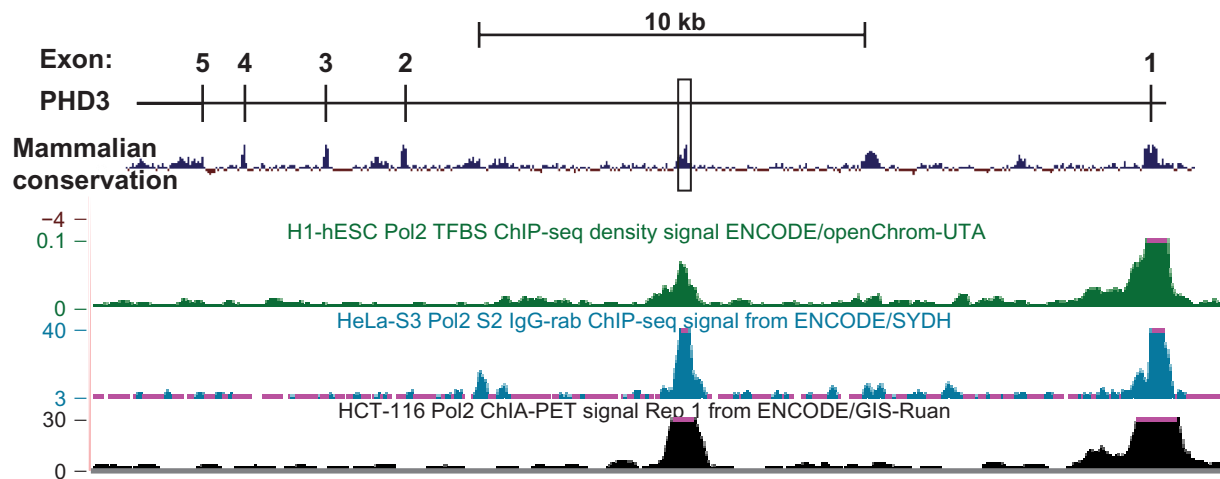 10 kb
Exon:
5 4 3 2 1
PHD3
Mammalian
conservation
−4
H1-hESC Pol2 TFBS ChIP-seq density signal ENCODE/openChrom-UTA
0.1
0
HeLa-S3 Pol2 S2 IgG-rab ChIP-seq signal from ENCODE/SYDH
40
3
HCT-116 Pol2 ChIA-PET signal Rep 1 from ENCODE/GIS-Ruan
30
0